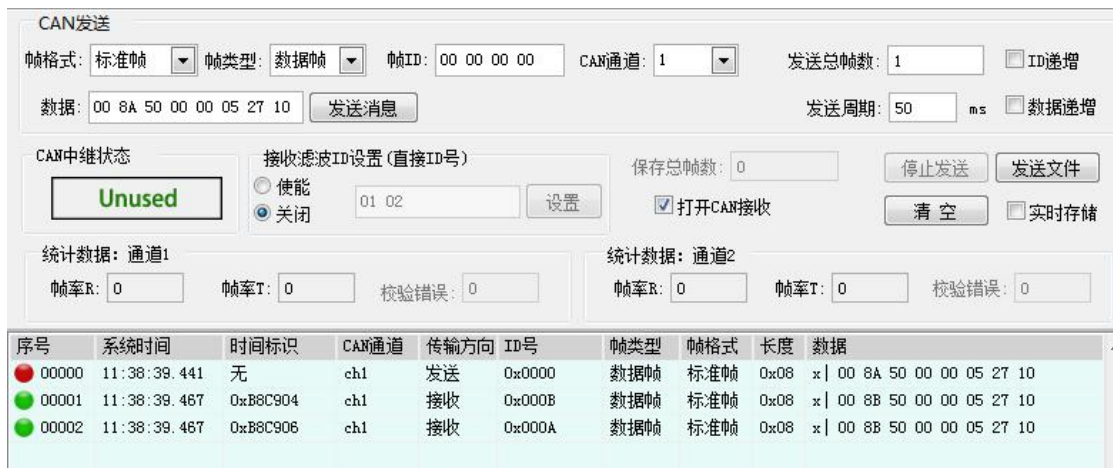 CAN发送
帧格式: 标准帧 帧类型: 数据帧 帧ID: 00 00 00 00 CAN通道: 1 发送总帧数: 1 ID递增
数据: 00 8A 50 00 00 05 27 10 发送消息 发送周期: 50 ms 数据递增
CAN中继状态 接收滤波ID设置(直接ID号) 保存总帧数: 0 停止发送 发送文件
Unused 使能 关闭 01 02 设置 打开CAN接收 清 空 实时存储
统计数据: 通道1 统计数据: 通道2
帧率R: 0 帧率T: 0 校验错误: 0 帧率R: 0 帧率T: 0 校验错误: 0
序号 系统时间 时间标识 CAN通道 传输方向 ID号 帧类型 帧格式 长度 数据
00000 11:38:39.441 无 ch1 发送 0x0000 数据帧 标准帧 0x08 x| 00 8A 50 00 00 05 27 10
00001 11:38:39.467 0xB8C904 ch1 接收 0x000B 数据帧 标准帧 0x08 x| 00 8B 50 00 00 05 27 10
00002 11:38:39.467 0xB8C906 ch1 接收 0x000A 数据帧 标准帧 0x08 x| 00 8B 50 00 00 05 27 10